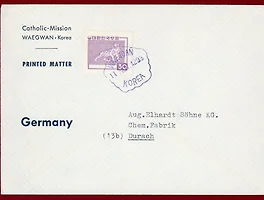 Catholic-Mission
WAEGWAN - Korea
PRINTED MATTER
KOREA
Germany
Aug. Elhardt Söhne KG.
Chem. Fabrik
(13b) Durach